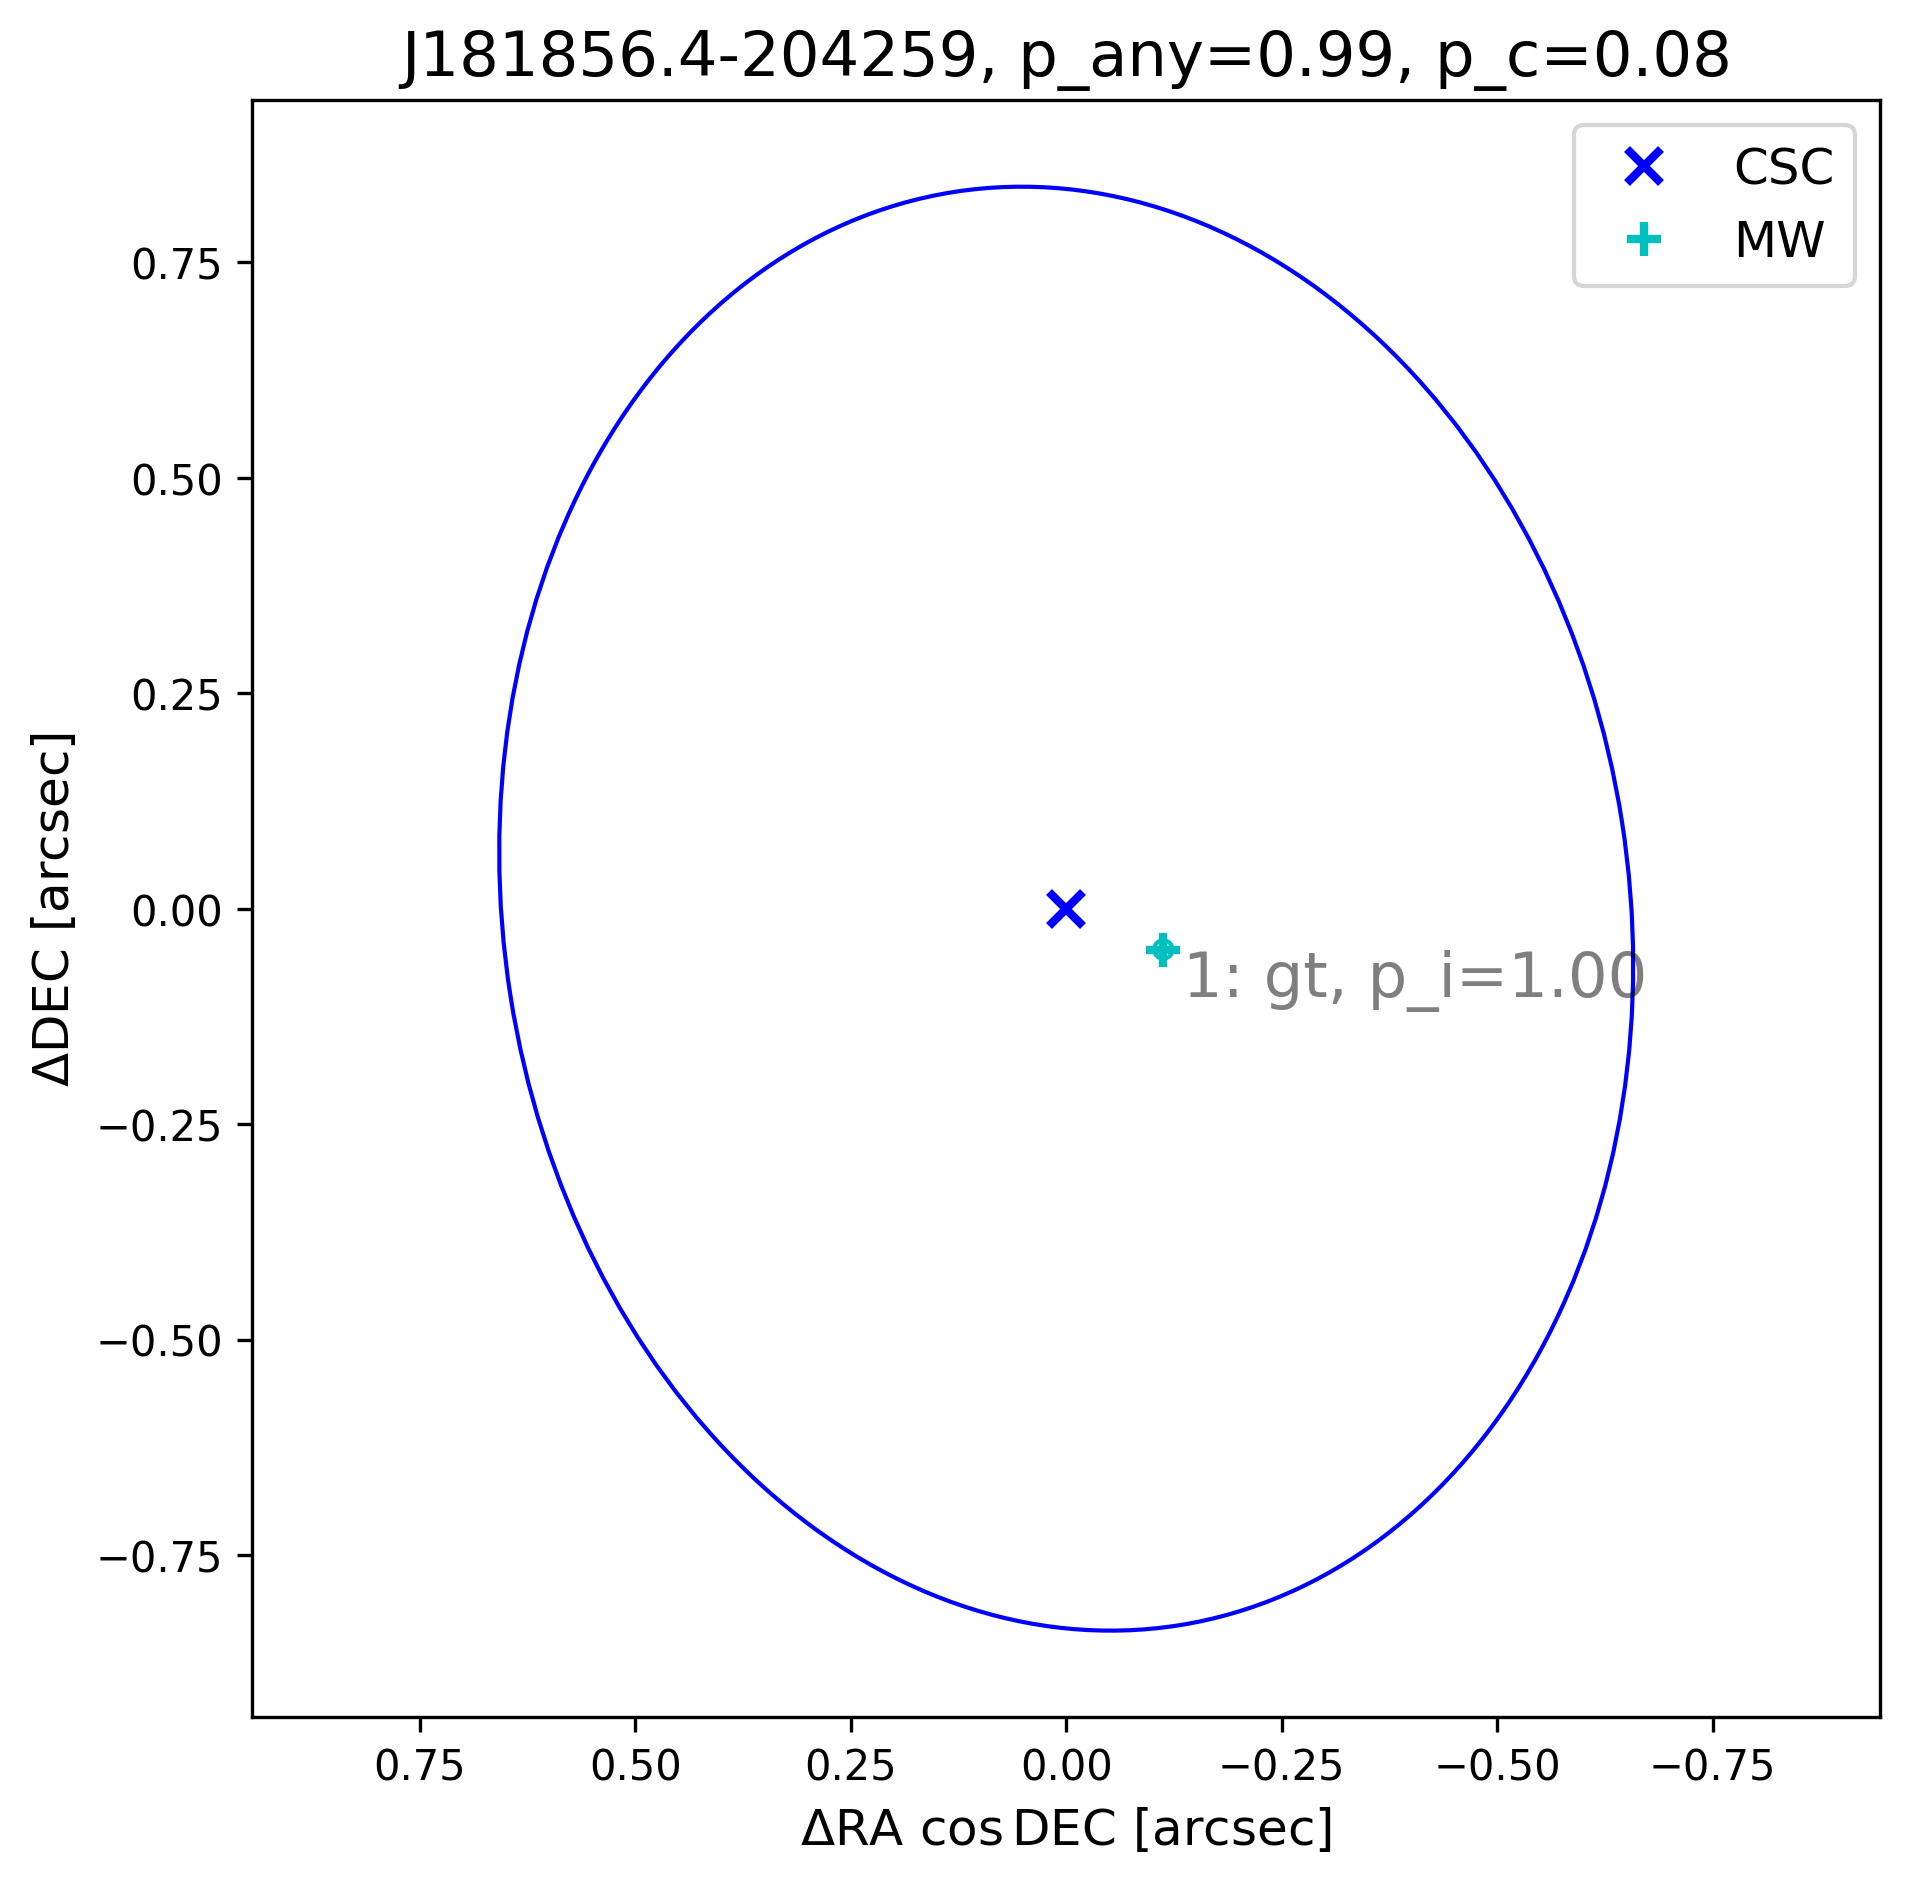 J181856.4-204259, p_any=0.99, p_c=0.08
CSC
MW
0.75
0.50
0.25
0.00
−0.25
−0.50
−0.75
ΔDEC [arcsec]
1: gt, p_i=1.00
0.75 0.50 0.25 0.00 −0.25 −0.50 −0.75
ΔRA cos DEC [arcsec]